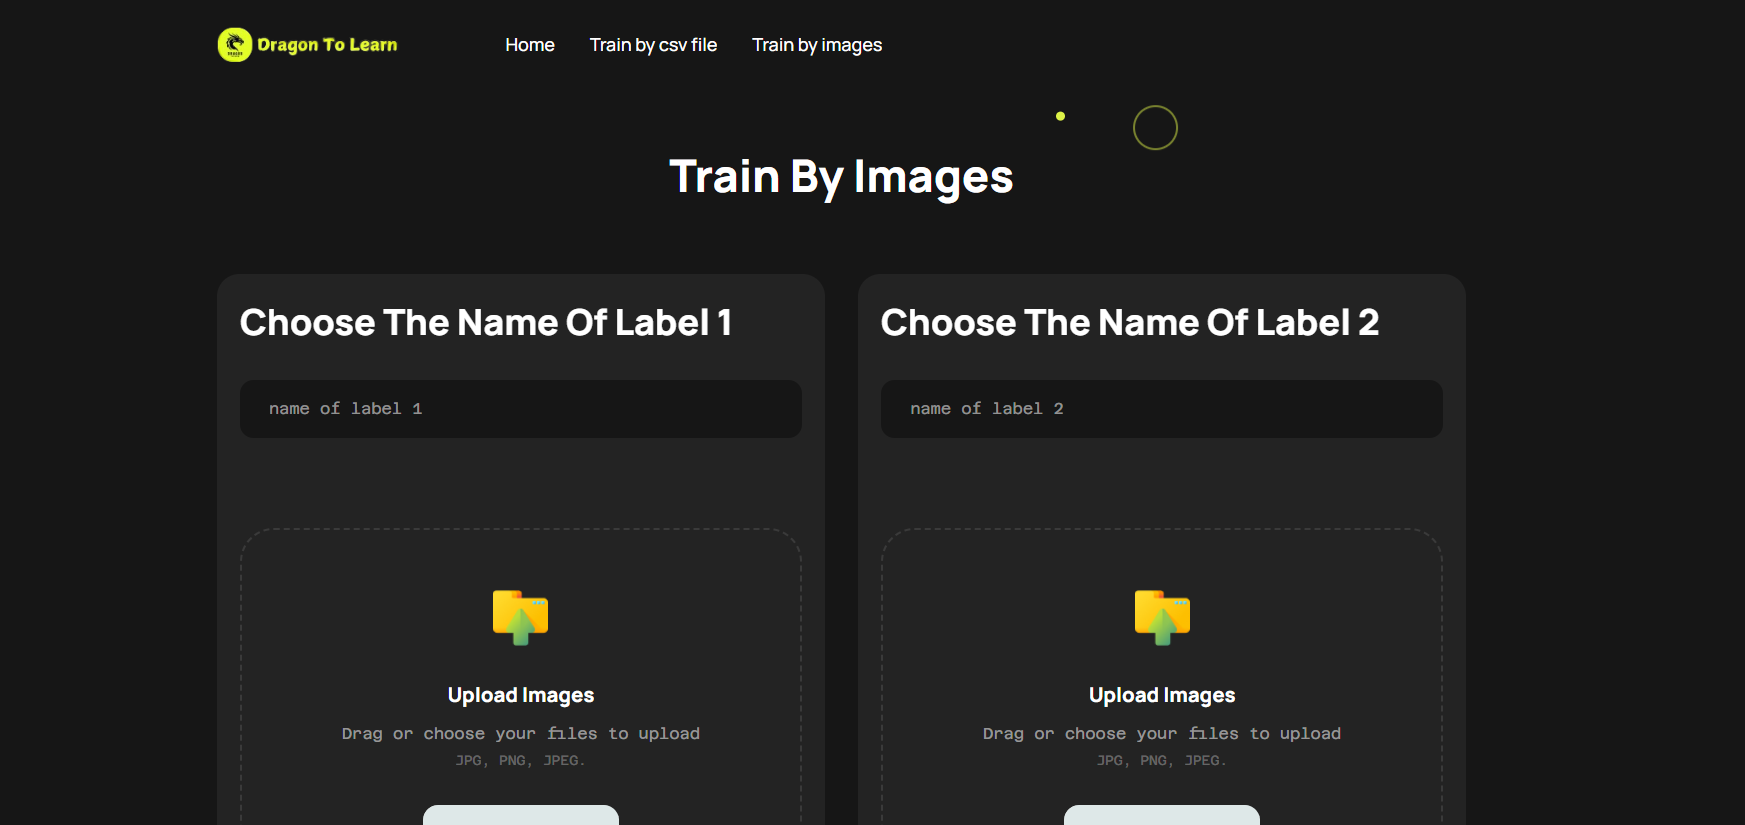 Dragon To Learn
Home
Train by csv file
Train by images
Train By Images
Choose The Name Of Label 1
name of label 1
Upload Images
Drag or choose your files to upload
JPG, PNG, JPEG.
Choose The Name Of Label 2
name of label 2
Upload Images
Drag or choose your files to upload
JPG, PNG, JPEG.